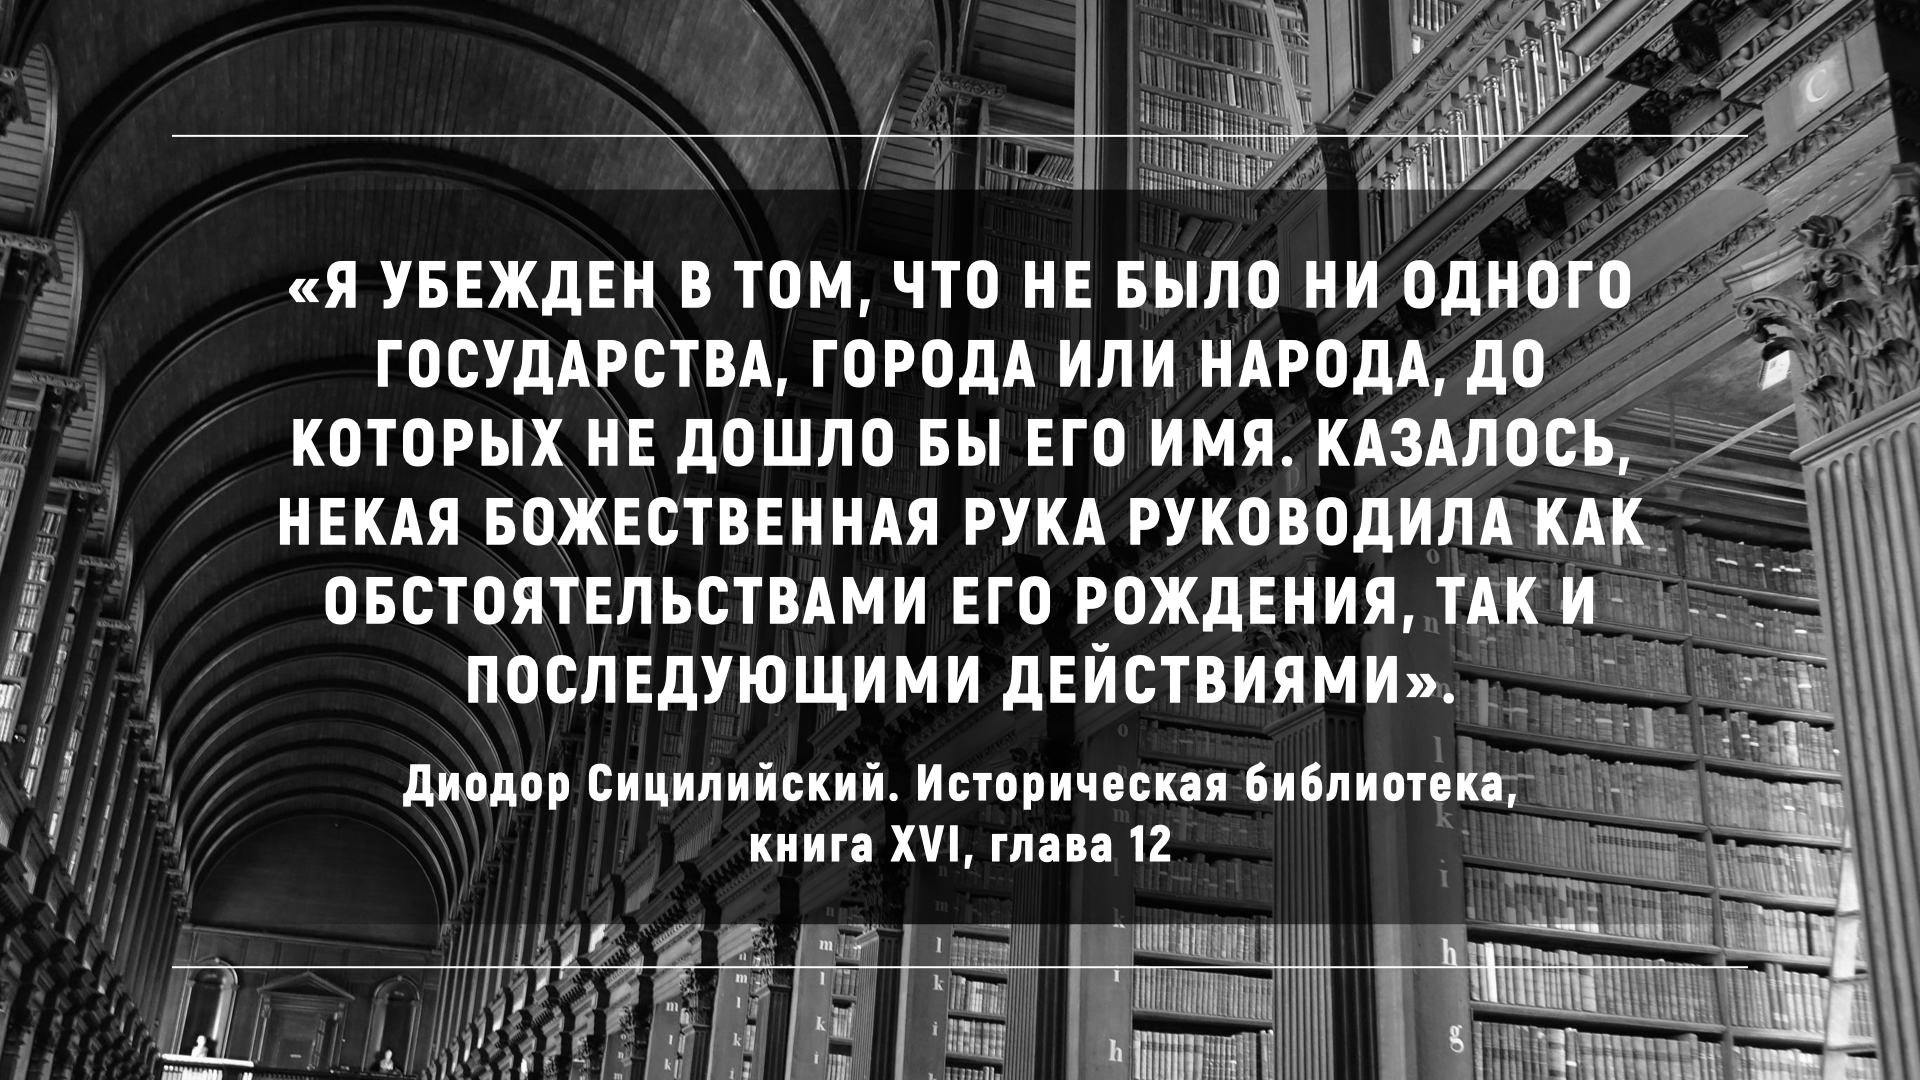 «Я УБЕЖДЕН В ТОМ, ЧТО НЕ БЫЛО НИ ОДНОГО
ГОСУДАРСТВА, ГОРОДА ИЛИ НАРОДА, ДО
КОТОРЫХ НЕ ДОШЛО БЫ ЕГО ИМЯ. КАЗАЛОСЬ,
НЕКАЯ БОЖЕСТВЕННАЯ РУКА РУКОВОДИЛА КАК
ОБСТОЯТЕЛЬСТВАМИ ЕГО РОЖДЕНИЯ, ТАК И
ПОСЛЕДУЮЩИМИ ДЕЙСТВИЯМИ».
Диодор Сицилийский. Историческая библиотека,
книга XVI, глава 12